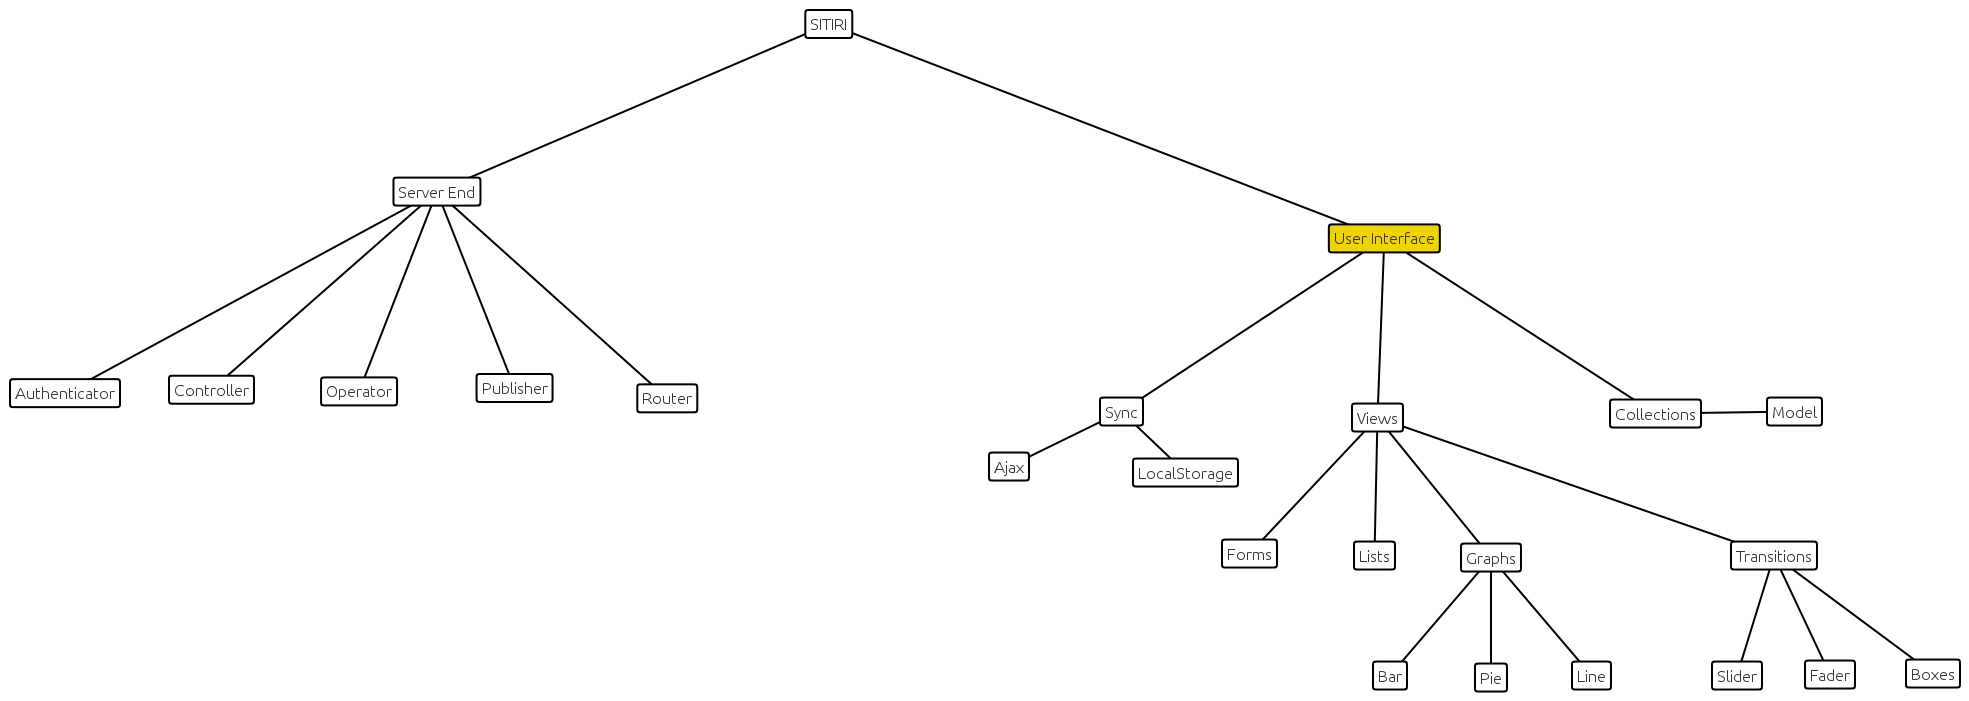 SITIRI
Server End
User Interface
Authenticator
Controller
Operator
Publisher
Router
Sync
Views
Collections
Model
Ajax
LocalStorage
Forms
Lists
Graphs
Transitions
Bar
Pie
Line
Slider
Fader
Boxes